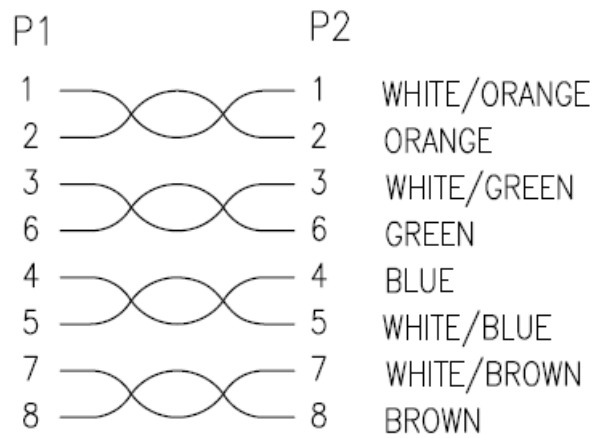 P1 P2
1 1 WHITE/ORANGE
2 2 ORANGE
3 3 WHITE/GREEN
6 6 GREEN
4 4 BLUE
5 5 WHITE/BLUE
7 7 WHITE/BROWN
8 8 BROWN